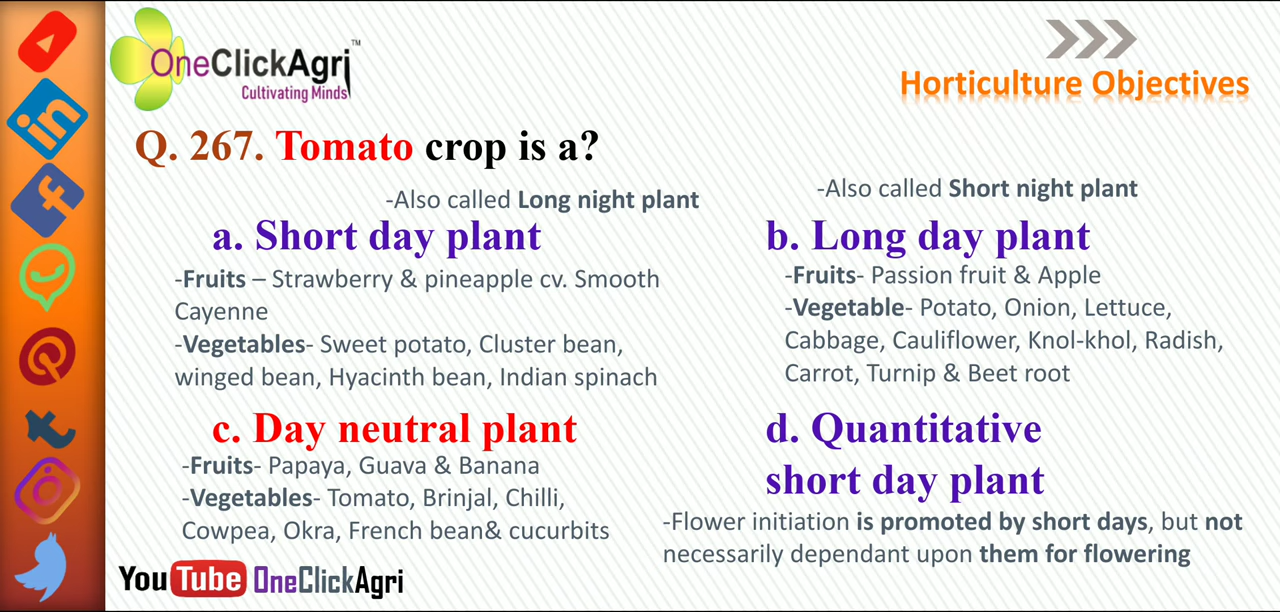 OneClickAgri™
Cultivating Minds
Horticulture Objectives
Q. 267. Tomato crop is a?
-Also called Long night plant
a. Short day plant
-Fruits – Strawberry & pineapple cv. Smooth
Cayenne
-Vegetables- Sweet potato, Cluster bean,
winged bean, Hyacinth bean, Indian spinach
-Also called Short night plant
b. Long day plant
-Fruits- Passion fruit & Apple
-Vegetable- Potato, Onion, Lettuce,
Cabbage, Cauliflower, Knol-khol, Radish,
Carrot, Turnip & Beet root
c. Day neutral plant
-Fruits- Papaya, Guava & Banana
-Vegetables- Tomato, Brinjal, Chilli,
Cowpea, Okra, French bean& cucurbits
d. Quantitative
short day plant
-Flower initiation is promoted by short days, but not
necessarily dependant upon them for flowering
YouTube OneClickAgri